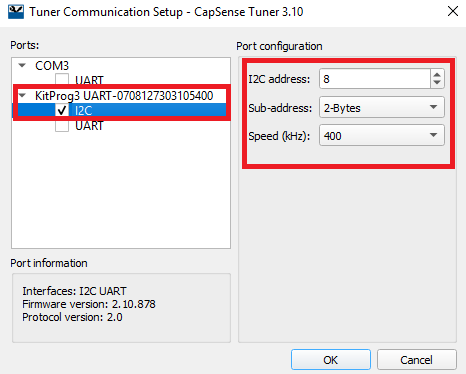 Tuner Communication Setup - CapSense Tuner 3.10
Ports:
COM3
UART
KitProg3 UART-0708127303105400
I2C
UART
Port information
Interfaces: I2C UART
Firmware version: 2.10.878
Protocol version: 2.0
Port configuration
I2C address: 8
Sub-address: 2-Bytes
Speed (kHz): 400
OK
Cancel